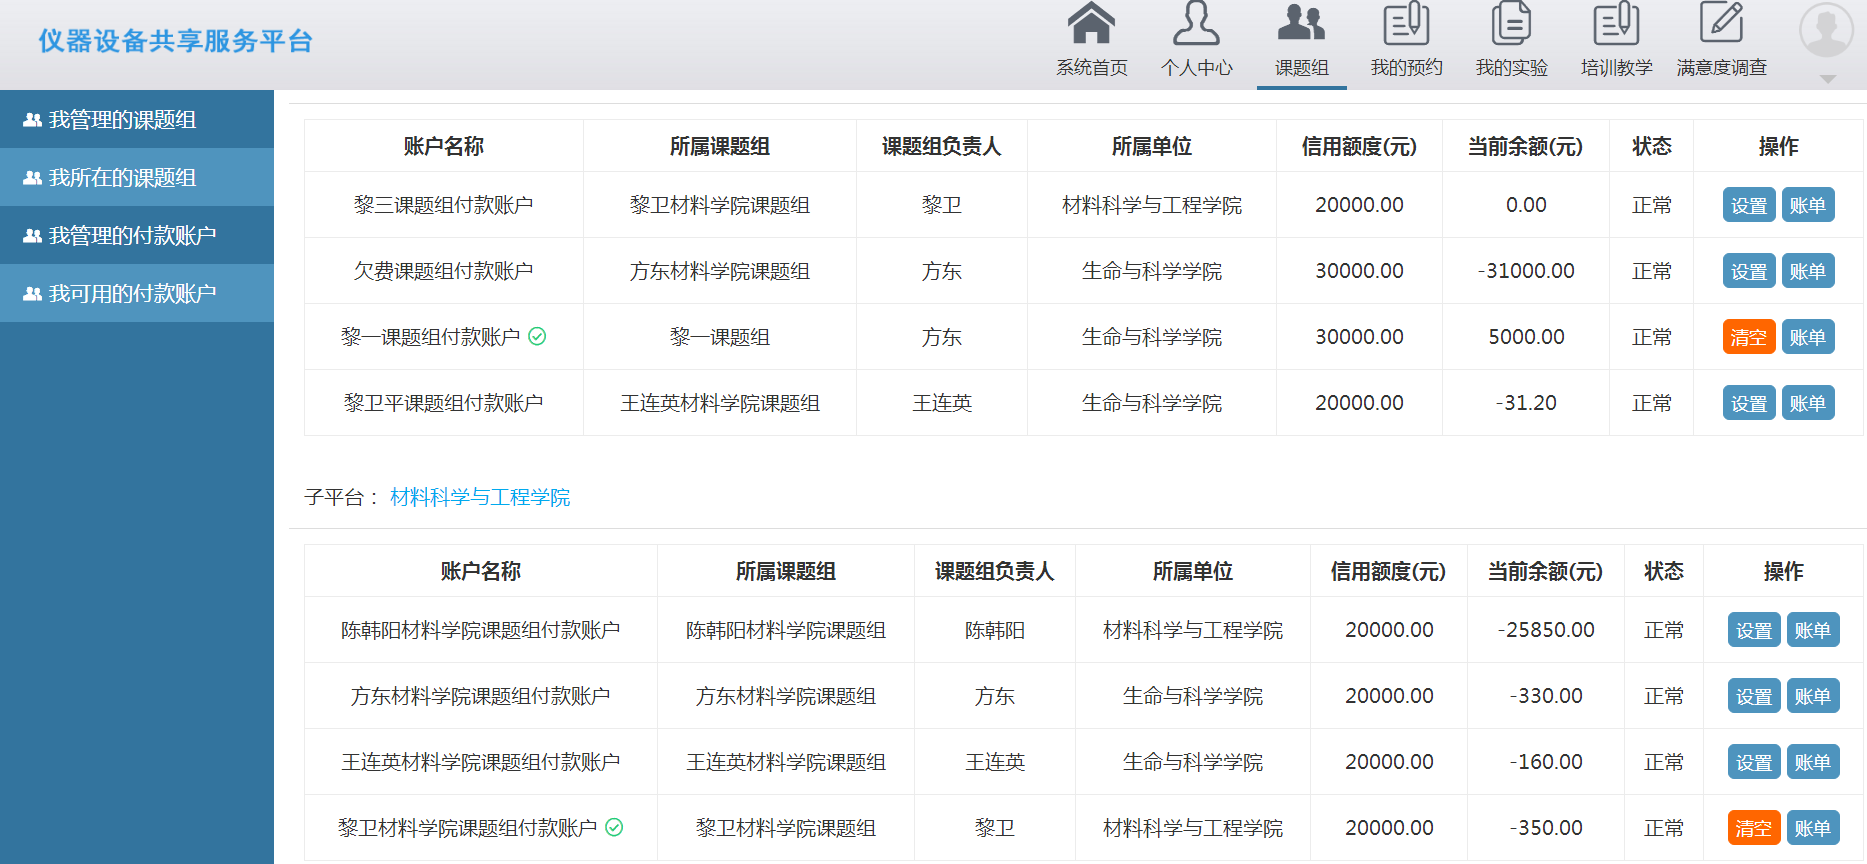 仪器设备共享服务平台
系统首页 个人中心 课题组 我的预约 我的实验 培训教学 满意度调查
我管理的课题组
我所在的课题组
我管理的付款账户
我可用的付款账户
账户名称 所属课题组 课题组负责人 所属单位 信用额度(元) 当前余额(元) 状态 操作
黎三课题组付款账户 黎卫材料学院课题组 黎卫 材料科学与工程学院 20000.00 0.00 正常 设置 账单
欠费课题组付款账户 方东材料学院课题组 方东 生命与科学学院 30000.00 -31000.00 正常 设置 账单
黎一课题组付款账户 黎一课题组 方东 生命与科学学院 30000.00 5000.00 正常 清空 账单
黎卫平课题组付款账户 王连英材料学院课题组 王连英 生命与科学学院 20000.00 -31.20 正常 设置 账单
子平台： 材料科学与工程学院
账户名称 所属课题组 课题组负责人 所属单位 信用额度(元) 当前余额(元) 状态 操作
陈韩阳材料学院课题组付款账户 陈韩阳材料学院课题组 陈韩阳 材料科学与工程学院 20000.00 -25850.00 正常 设置 账单
方东材料学院课题组付款账户 方东材料学院课题组 方东 生命与科学学院 20000.00 -330.00 正常 设置 账单
王连英材料学院课题组付款账户 王连英材料学院课题组 王连英 生命与科学学院 20000.00 -160.00 正常 设置 账单
黎卫材料学院课题组付款账户 黎卫材料学院课题组 黎卫 材料科学与工程学院 20000.00 -350.00 正常 清空 账单